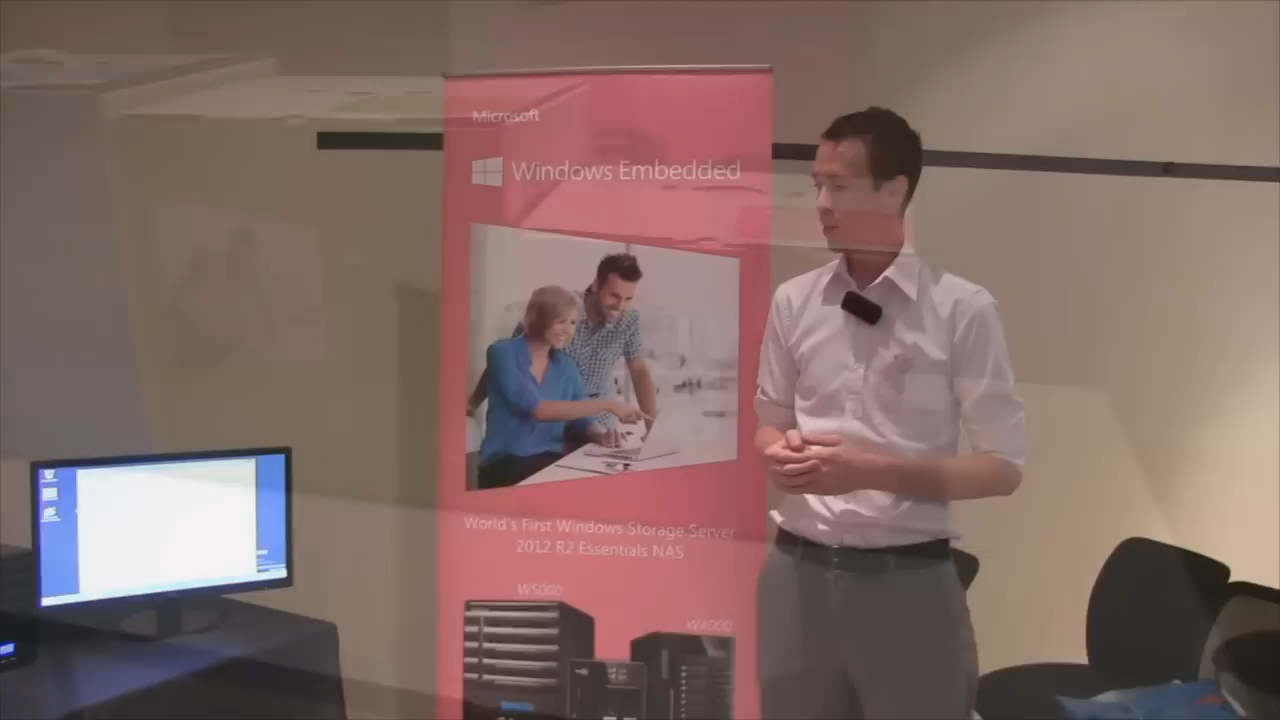 Microsoft
Windows Embedded
World's First Windows Storage Server
2012 R2 Essentials NAS
W5000
W4000